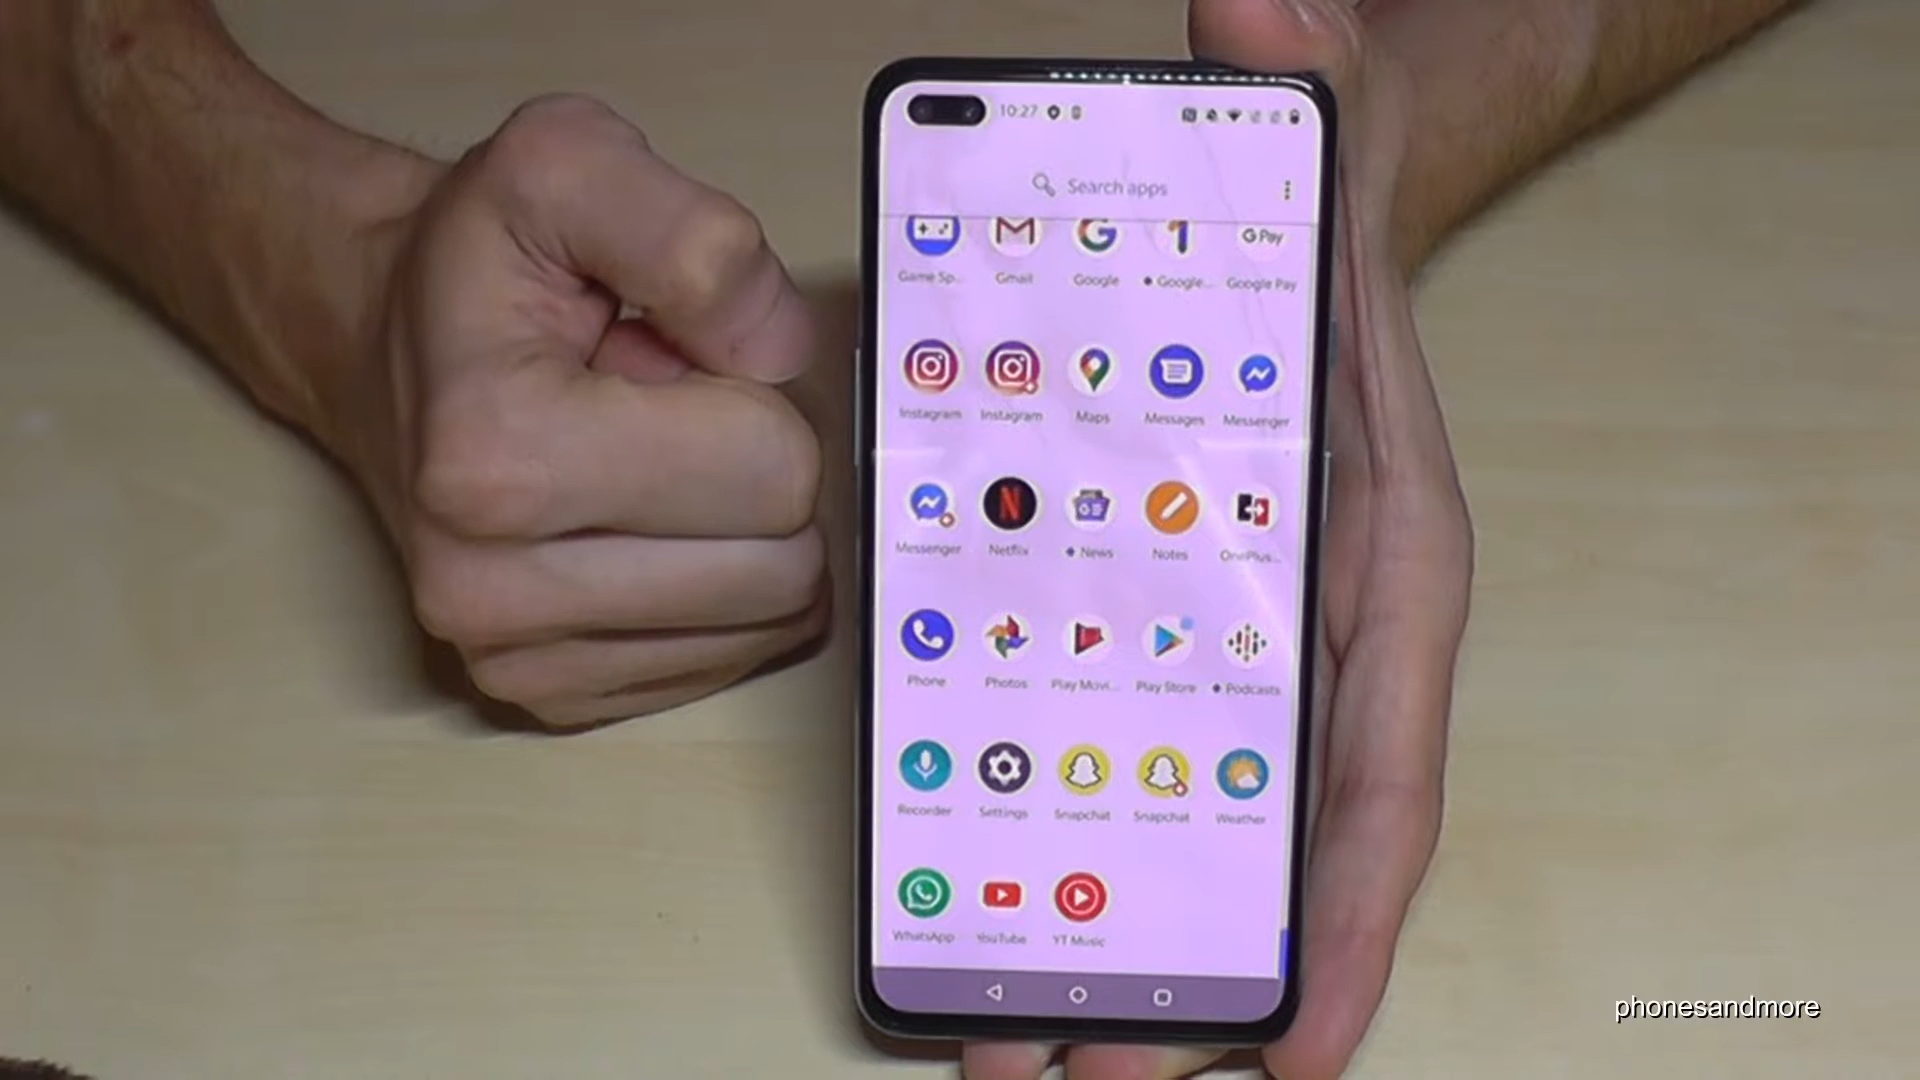 10:27
Search apps
Game Sp...
Gmail
Google
Google...
Google Pay
G Pay
Instagram
Instagram
Maps
Messages
Messenger
Messenger
Netflix
News
Notes
OnePlus...
Phone
Photos
Play Movi...
Play Store
Podcasts
Recorder
Settings
Snapchat
Snapchat
Weather
WhatsApp
YouTube
YT Music
phonesandmore